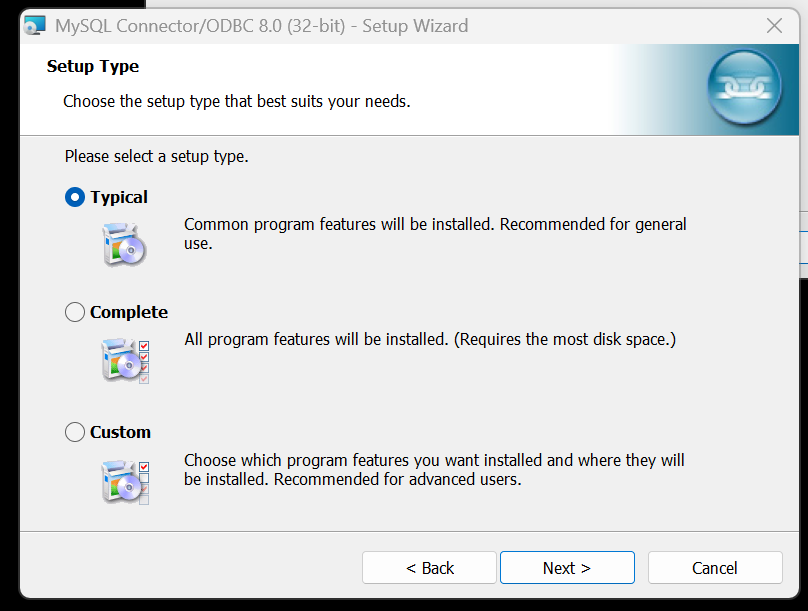 MySQL Connector/ODBC 8.0 (32-bit) - Setup Wizard
Setup Type
Choose the setup type that best suits your needs.
Please select a setup type.
Typical
Common program features will be installed. Recommended for general
use.
Complete
All program features will be installed. (Requires the most disk space.)
Custom
Choose which program features you want installed and where they will
be installed. Recommended for advanced users.
< Back
Next >
Cancel